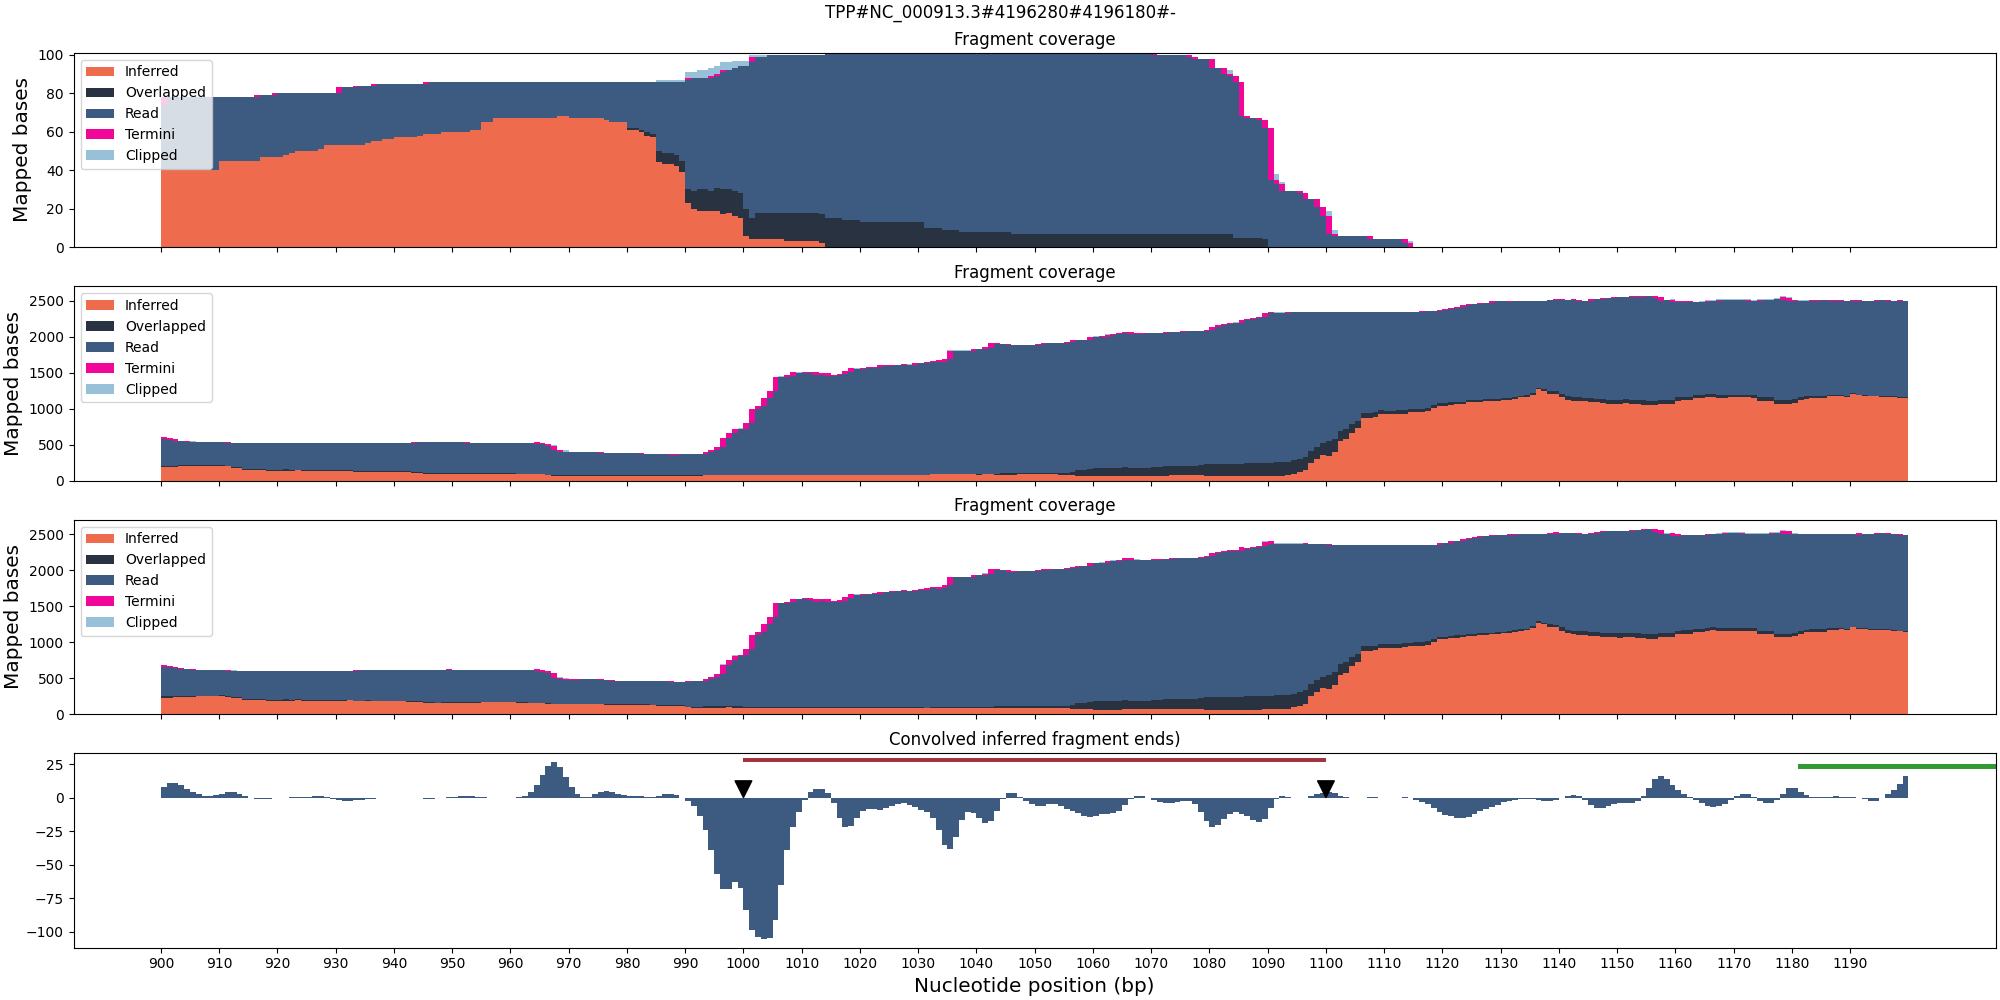 TPP#NC_000913.3#4196280#4196180#-
Fragment coverage
Mapped bases
100
80
60
40
20
0
Inferred
Overlapped
Read
Termini
Clipped
Fragment coverage
Mapped bases
2500
2000
1500
1000
500
0
Inferred
Overlapped
Read
Termini
Clipped
Fragment coverage
Mapped bases
2500
2000
1500
1000
500
0
Inferred
Overlapped
Read
Termini
Clipped
Convolved inferred fragment ends)
25
0
−25
−50
−75
−100
900 910 920 930 940 950 960 970 980 990 1000 1010 1020 1030 1040 1050 1060 1070 1080 1090 1100 1110 1120 1130 1140 1150 1160 1170 1180 1190
Nucleotide position (bp)